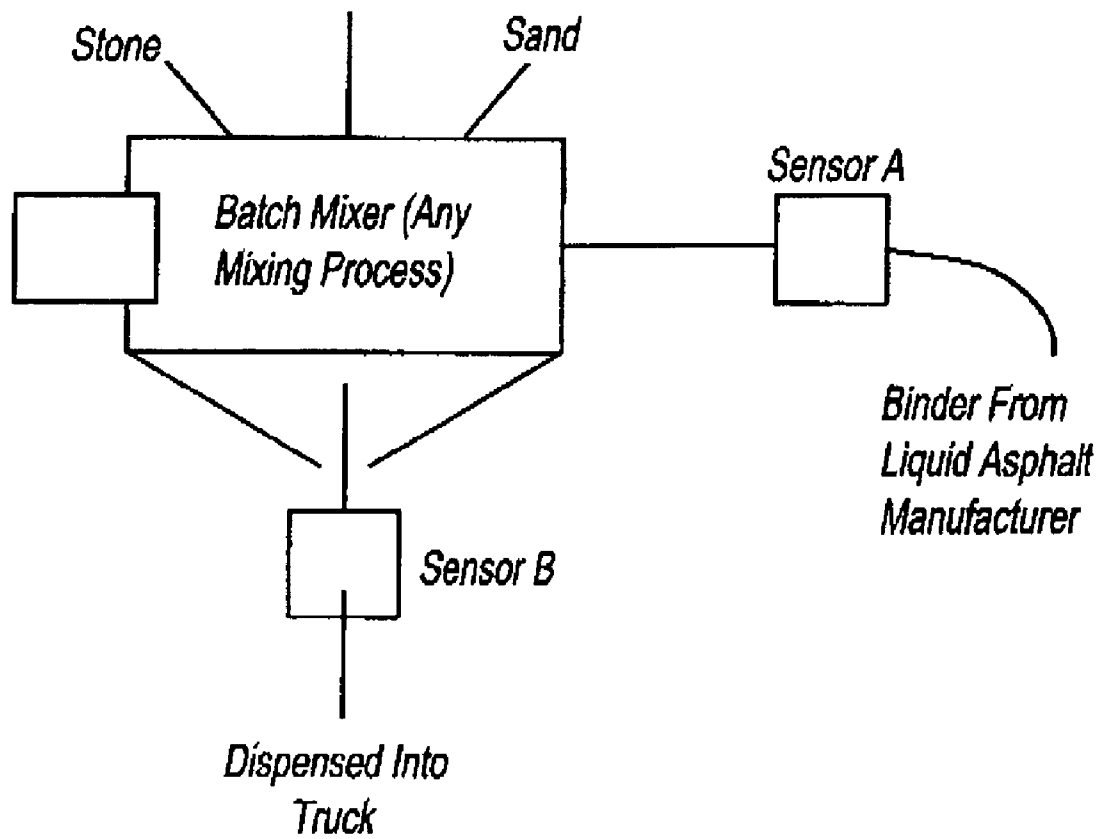 Stone
Sand
Sensor A
Batch Mixer (Any
Mixing Process)
Binder From
Liquid Asphalt
Manufacturer
Sensor B
Dispensed Into
Truck